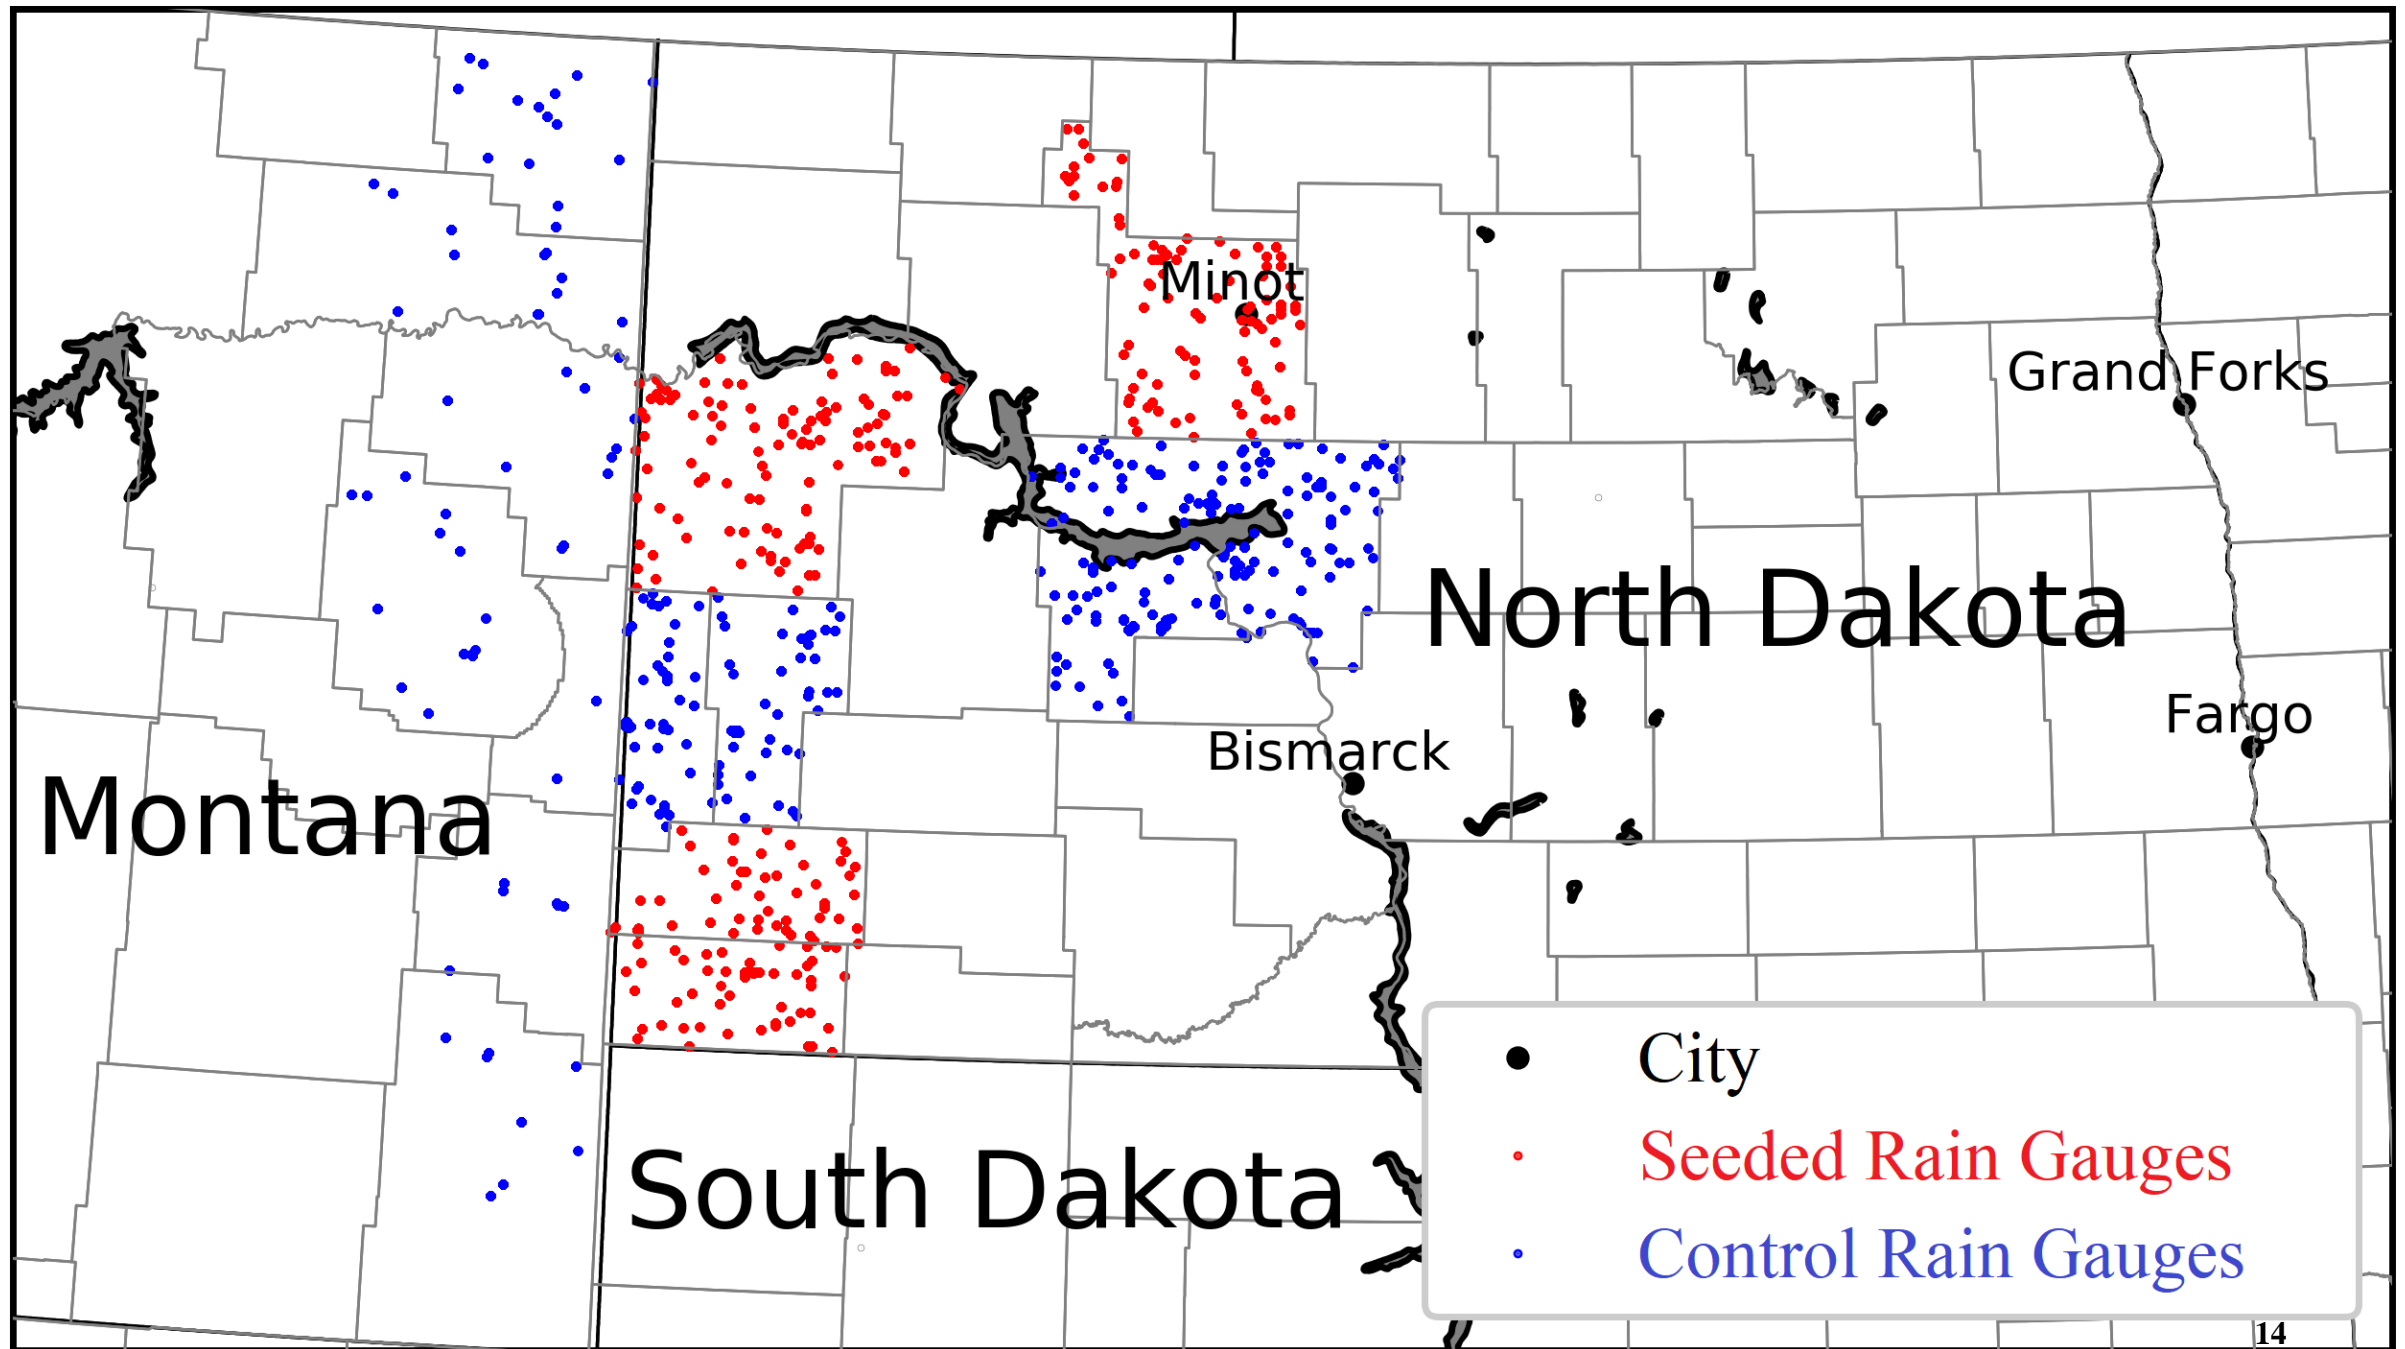 Minot
Grand Forks
North Dakota
Fargo
Bismarck
Montana
City
South Dakota
Seeded Rain Gauges
Control Rain Gauges
14